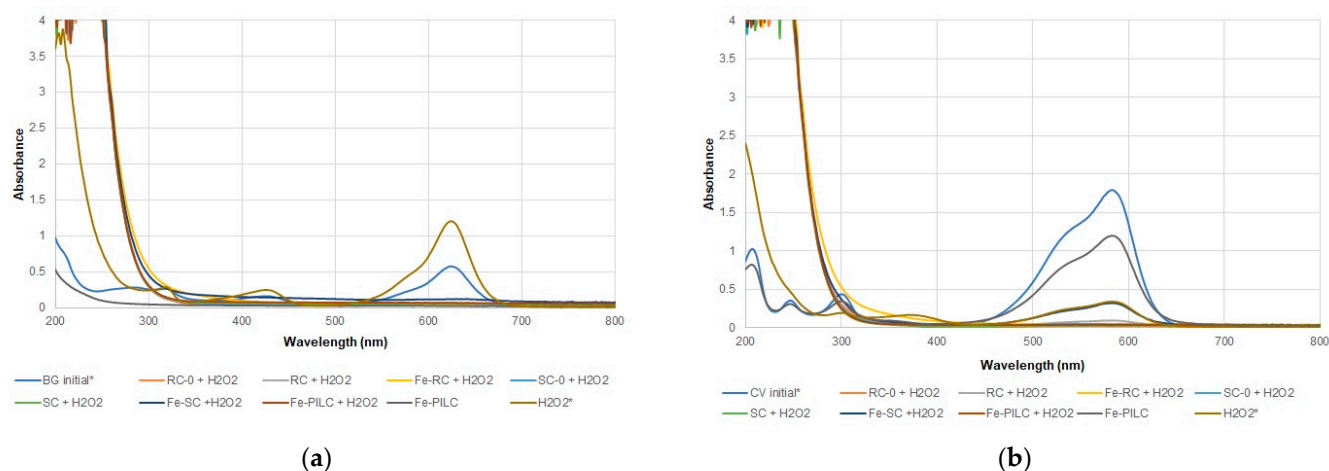 4
3.5
3
2.5
2
1.5
1
0.5
0
Absorbance
200 300 400 500 600 700 800
Wavelength (nm)
BG initial* RC-0 + H2O2 RC + H2O2 Fe-RC + H2O2 SC-0 + H2O2
SC + H2O2 Fe-SC +H2O2 Fe-PILC + H2O2 Fe-PILC H2O2*
(a)
4
3.5
3
2.5
2
1.5
1
0.5
0
Absorbance
200 300 400 500 600 700 800
Wavelength (nm)
CV initial* RC-0 + H2O2 RC + H2O2 Fe-RC + H2O2 SC-0 + H2O2
SC + H2O2 Fe-SC +H2O2 Fe-PILC + H2O2 Fe-PILC H2O2*
(b)